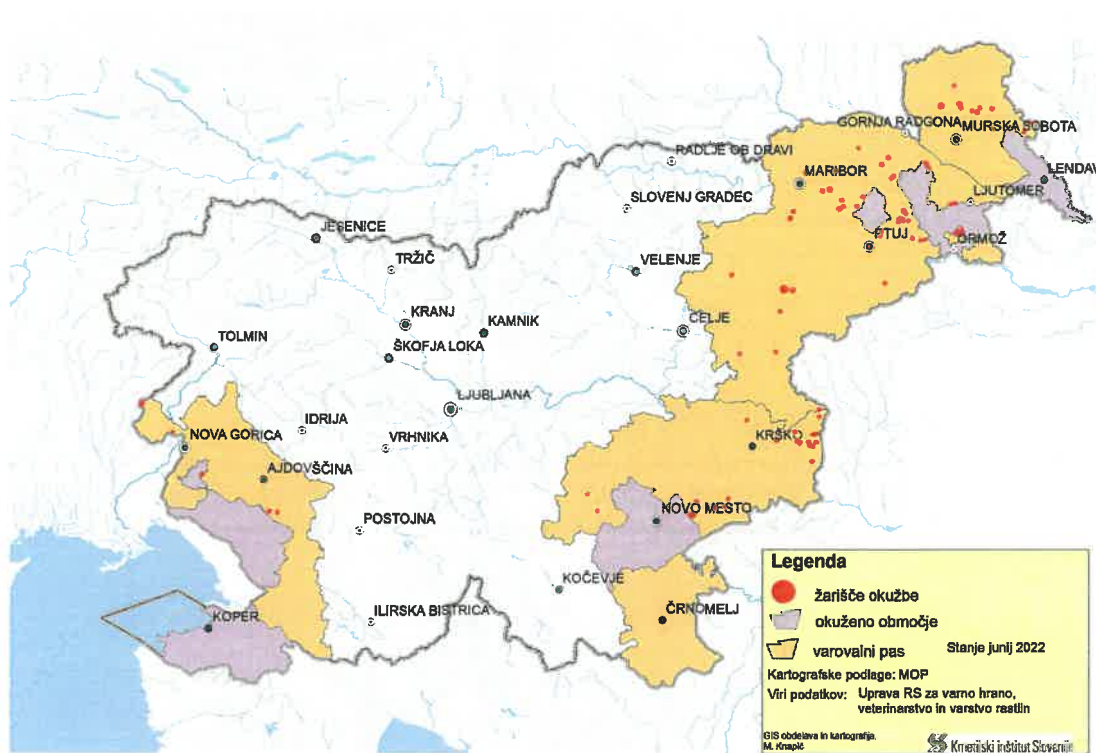 GORNJA RADGONA
MURSKA SOBOTA
RADLJE OB DRAVI
MARIBOR
LENDAV
SLOVENJ GRADEC
LJUTOMER
JESENICE
PTUJ
ORMOŽ
TRŽIČ
VELENJE
KRANJ
KAMNIK
CELJE
TOLMIN
ŠKOFJA LOKA
LJUBLJANA
IDRIJA
NOVA GORICA
VRHNIKA
KRŠKO
AJDOVŠČINA
NOVO MESTO
POSTOJNA
KOČEVJE
KOPER
ILIRSKA BISTRICA
ČRNOMELJ
Legenda
žarišče okužbe
okuženo območje
varovalni pas
Stanje junij 2022
Kartografske podlage: MOP
Viri podatkov: Uprava RS za varno hrano,
veterinarstvo in varstvo rastlin
GIS obdelava in kartografija.
M. Knapič
Kmetijski inštitut Slovenije